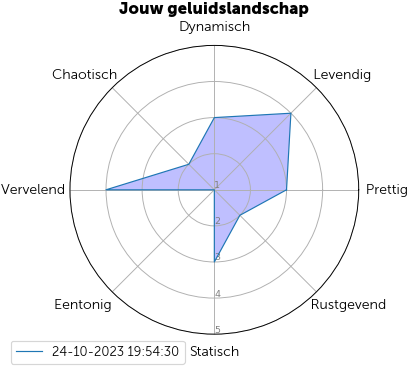 Jouw geluidslandschap
Dynamisch
Chaotisch
Levendig
Vervelend
1
Prettig
2
3
Eentonig
4
Rustgevend
5
24-10-2023 19:54:30
Statisch